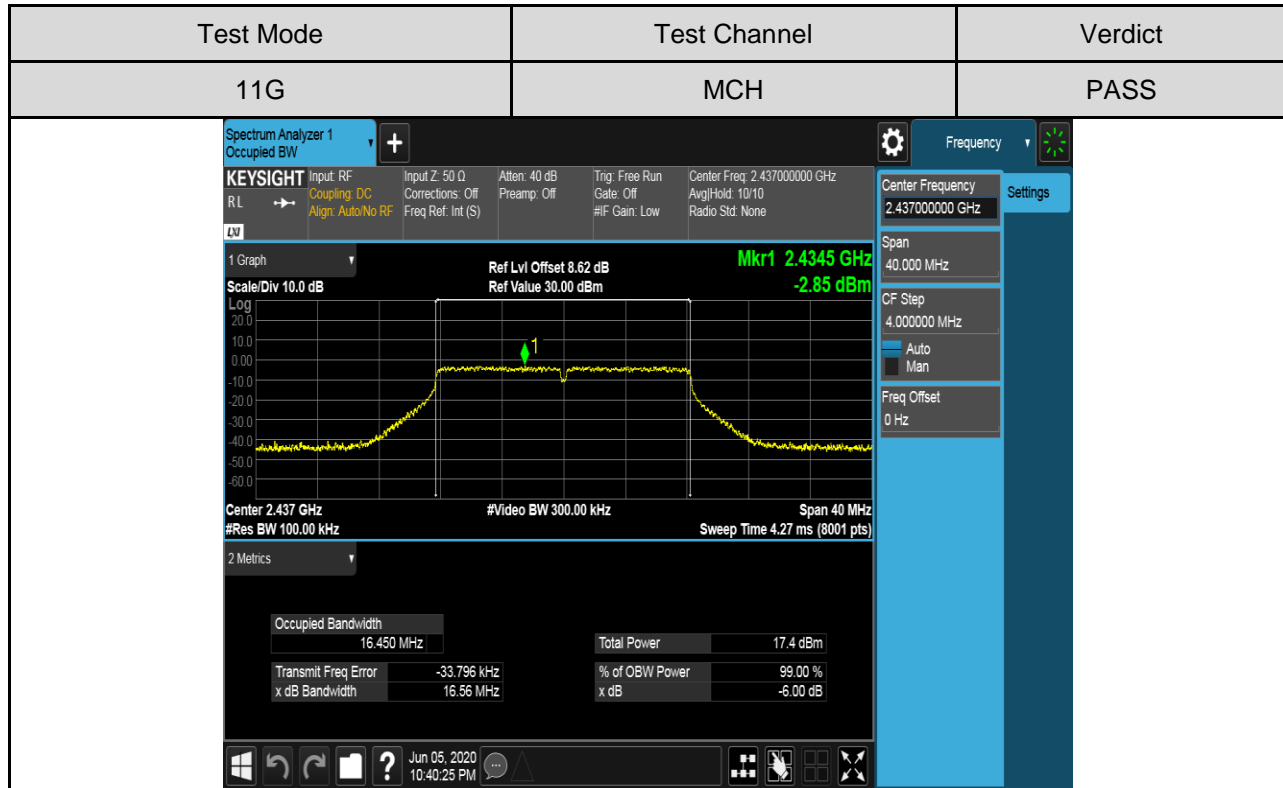 Test Mode Test Channel Verdict
11G MCH PASS
Spectrum Analyzer 1
Occupied BW
+
Frequency
KEYSIGHT Input: RF Input Z: 50 Ω Atten: 40 dB Trig: Free Run Center Freq: 2.437000000 GHz
RL Coupling: DC Corrections: Off Preamp: Off Gate: Off Avg|Hold: 10/10
Align: Auto/No RF Freq Ref: Int (S) #IF Gain: Low Radio Std: None
LXI
Center Frequency
2.437000000 GHz
Settings
Span
40.000 MHz
CF Step
4.000000 MHz
Auto
Man
Freq Offset
0 Hz
1 Graph
Ref Lvl Offset 8.62 dB
Mkr1 2.4345 GHz
Scale/Div 10.0 dB Ref Value 30.00 dBm -2.85 dBm
Log
20.0
10.0
0.00
-10.0
-20.0
-30.0
-40.0
-50.0
-60.0
1
Center 2.437 GHz #Video BW 300.00 kHz Span 40 MHz
#Res BW 100.00 kHz Sweep Time 4.27 ms (8001 pts)
2 Metrics
Occupied Bandwidth
16.450 MHz Total Power 17.4 dBm
Transmit Freq Error -33.796 kHz % of OBW Power 99.00 %
x dB Bandwidth 16.56 MHz x dB -6.00 dB
? Jun 05, 2020
10:40:25 PM